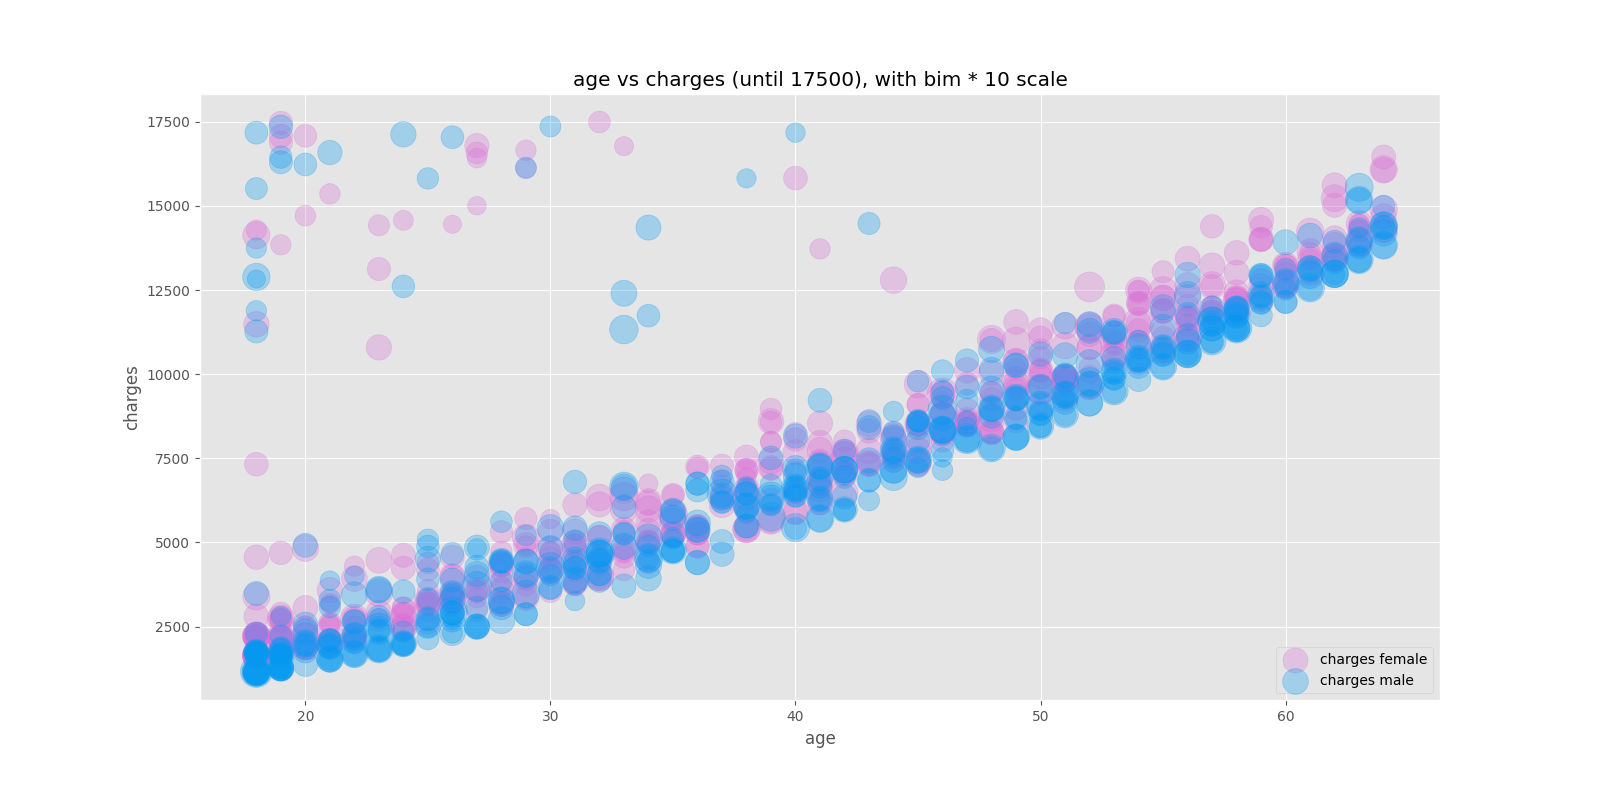 age vs charges (until 17500), with bim * 10 scale
17500
15000
12500
10000
7500
5000
2500
charges
charges female
charges male
20 30 40 50 60
age